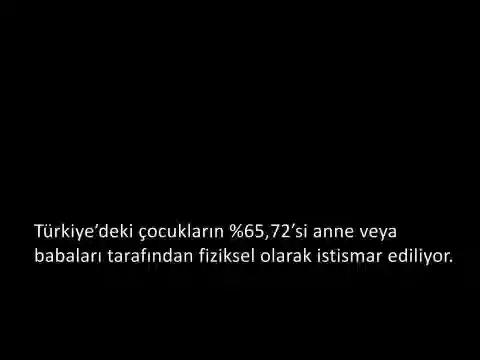 Türkiye’deki çocukların %65,72’si anne veya
babaları tarafından fiziksel olarak istismar ediliyor.